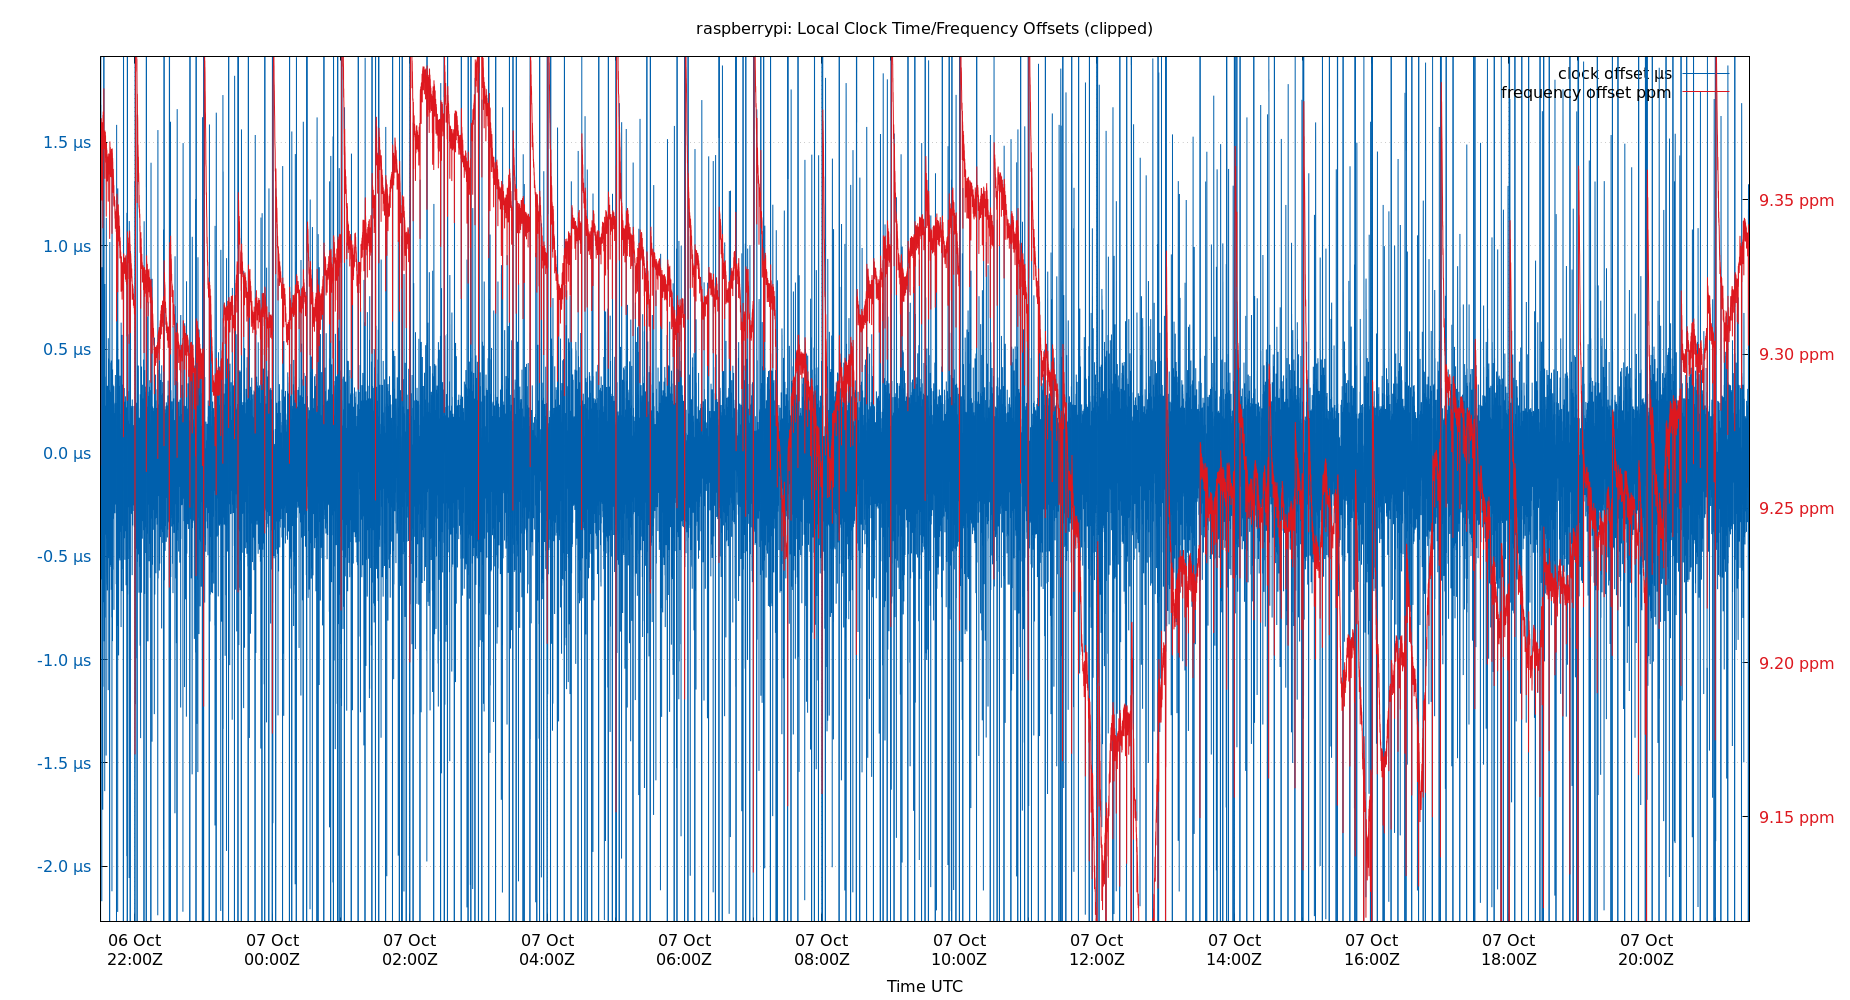 raspberrypi: Local Clock Time/Frequency Offsets (clipped)
clock offset µs
frequency offset ppm
1.5 µs
1.0 µs
0.5 µs
0.0 µs
-0.5 µs
-1.0 µs
-1.5 µs
-2.0 µs
9.35 ppm
9.30 ppm
9.25 ppm
9.20 ppm
9.15 ppm
06 Oct 07 Oct 07 Oct 07 Oct 07 Oct 07 Oct 07 Oct 07 Oct 07 Oct 07 Oct 07 Oct 07 Oct
22:00Z 00:00Z 02:00Z 04:00Z 06:00Z 08:00Z 10:00Z 12:00Z 14:00Z 16:00Z 18:00Z 20:00Z
Time UTC